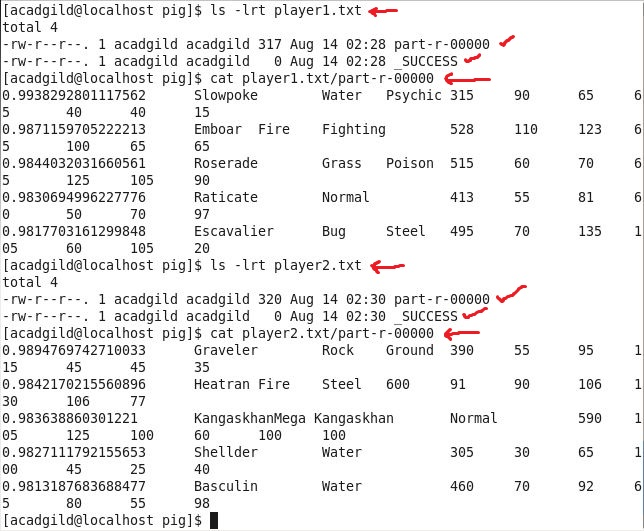 [acadgild@localhost pig]$ ls -lrt player1.txt
total 4
-rw-r--r--. 1 acadgild acadgild 317 Aug 14 02:28 part-r-00000
-rw-r--r--. 1 acadgild acadgild   0 Aug 14 02:28 _SUCCESS
[acadgild@localhost pig]$ cat player1.txt/part-r-00000
0.9938292801117562      Slowpoke        Water   Psychic 315     90      65      6
5       40      40      15
0.9871159705222213      Emboar  Fire    Fighting        528     110     123     6
5       100     65      65
0.9844032031660561      Roserade        Grass   Poison  515     60      70      6
5       125     105     90
0.9830694996227776      Raticate        Normal          413     55      81      6
0       50      70      97
0.9817703161299848      Escavalier      Bug     Steel   495     70      135     1
05      60      105     20
[acadgild@localhost pig]$ ls -lrt player2.txt
total 4
-rw-r--r--. 1 acadgild acadgild 320 Aug 14 02:30 part-r-00000
-rw-r--r--. 1 acadgild acadgild   0 Aug 14 02:30 _SUCCESS
[acadgild@localhost pig]$ cat player2.txt/part-r-00000
0.9894769742710033      Graveler        Rock    Ground  390     55      95      1
15      45      45      35
0.9842170215560896      Heatran Fire    Steel   600     91      90      106     1
30      106     77
0.983638860301221       KangaskhanMega Kangaskhan       Normal          590     1
05      125     100     60      100     100
0.9827111792155653      Shellder        Water           305     30      65      1
00      45      25      40
0.9813187683688477      Basculin        Water           460     70      92      6
5       80      55      98
[acadgild@localhost pig]$